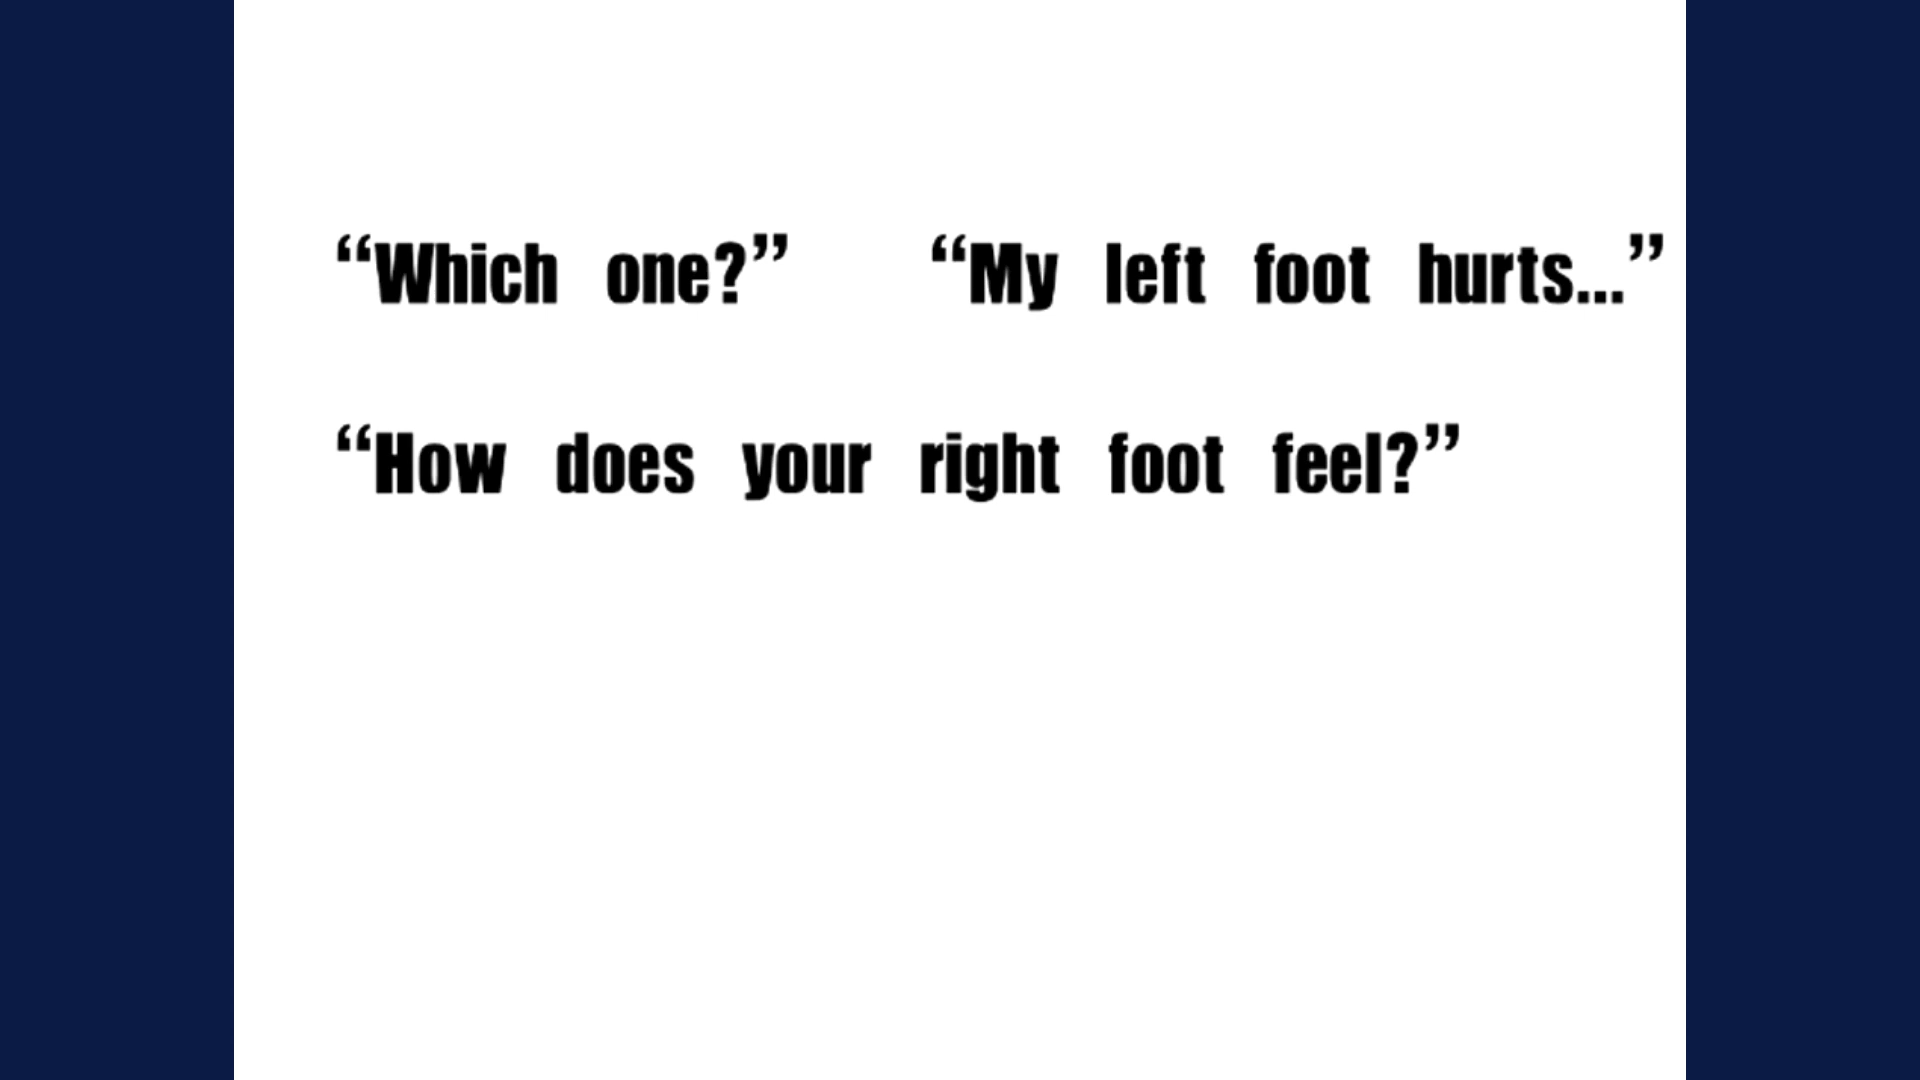 “Which one?” “My left foot hurts...”
“How does your right foot feel?”